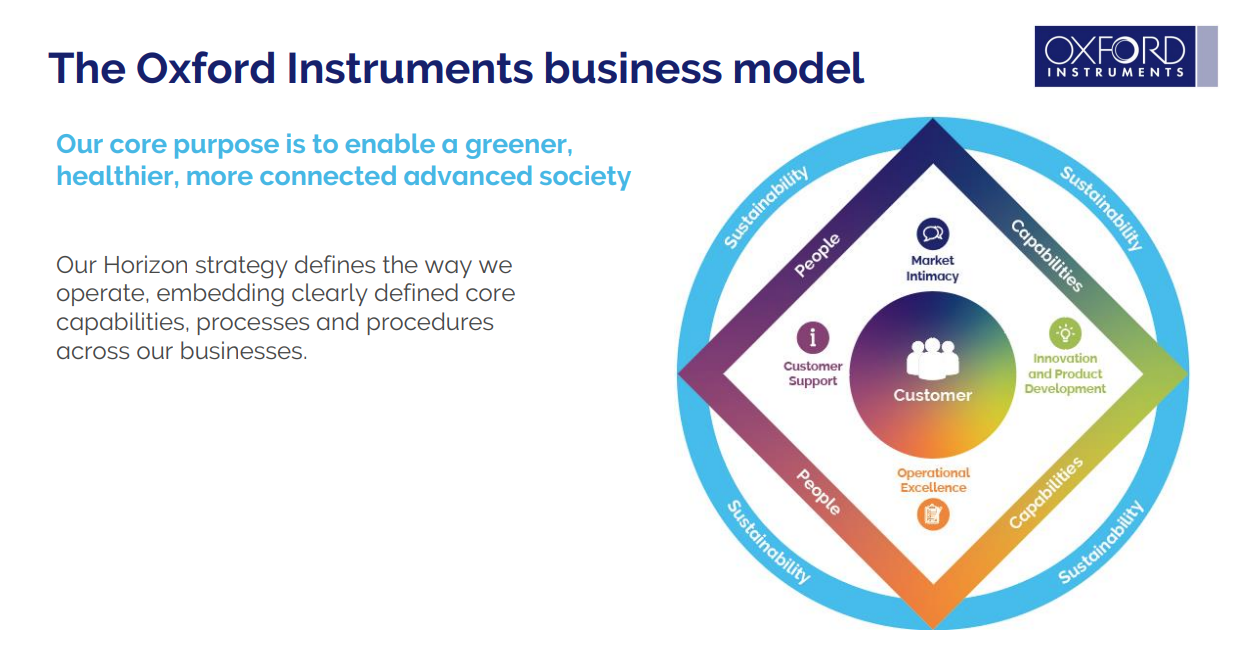 The Oxford Instruments business model
OXFORD
INSTRUMENTS
Our core purpose is to enable a greener,
healthier, more connected advanced society
Our Horizon strategy defines the way we
operate, embedding clearly defined core
capabilities, processes and procedures
across our businesses.
Sustainability
Sustainability
People
Capabilities
Market
Intimacy
Customer
Support
Customer
Innovation
and Product
Development
Operational
Excellence
People
Capabilities
Sustainability
Sustainability